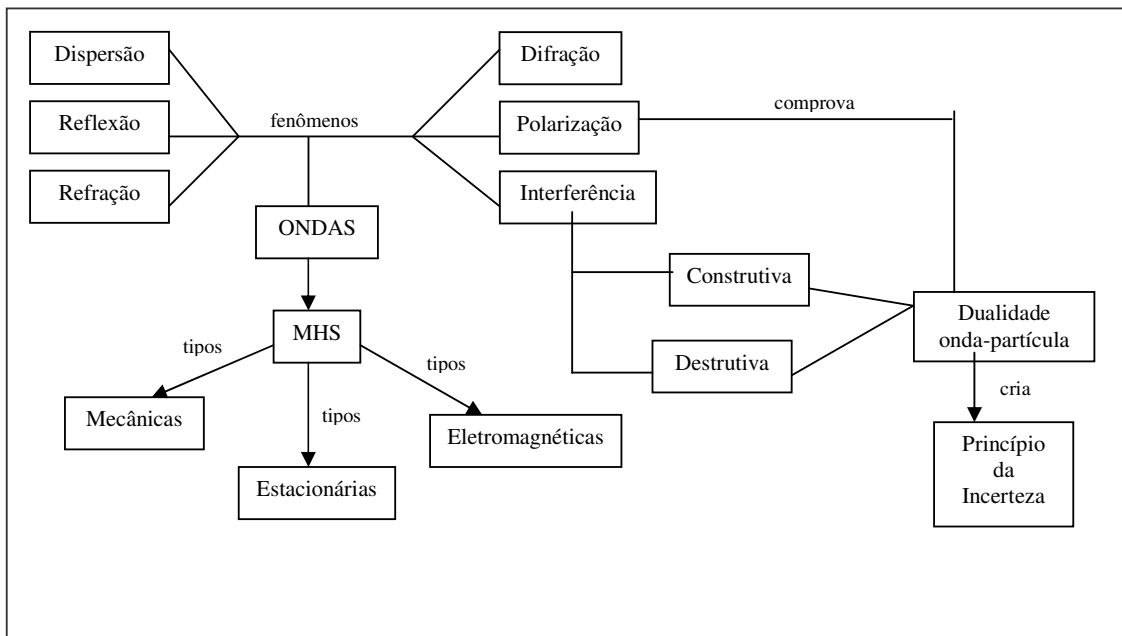 Dispersão
Difração
comprova
Reflexão
fenômenos
Polarização
Refração
Interferência
ONDAS
Construtiva
MHS
Dualidade
onda-partícula
tipos
tipos
Destrutiva
cria
Mecânicas
tipos
Eletromagnéticas
Princípio
da
Incerteza
Estacionárias